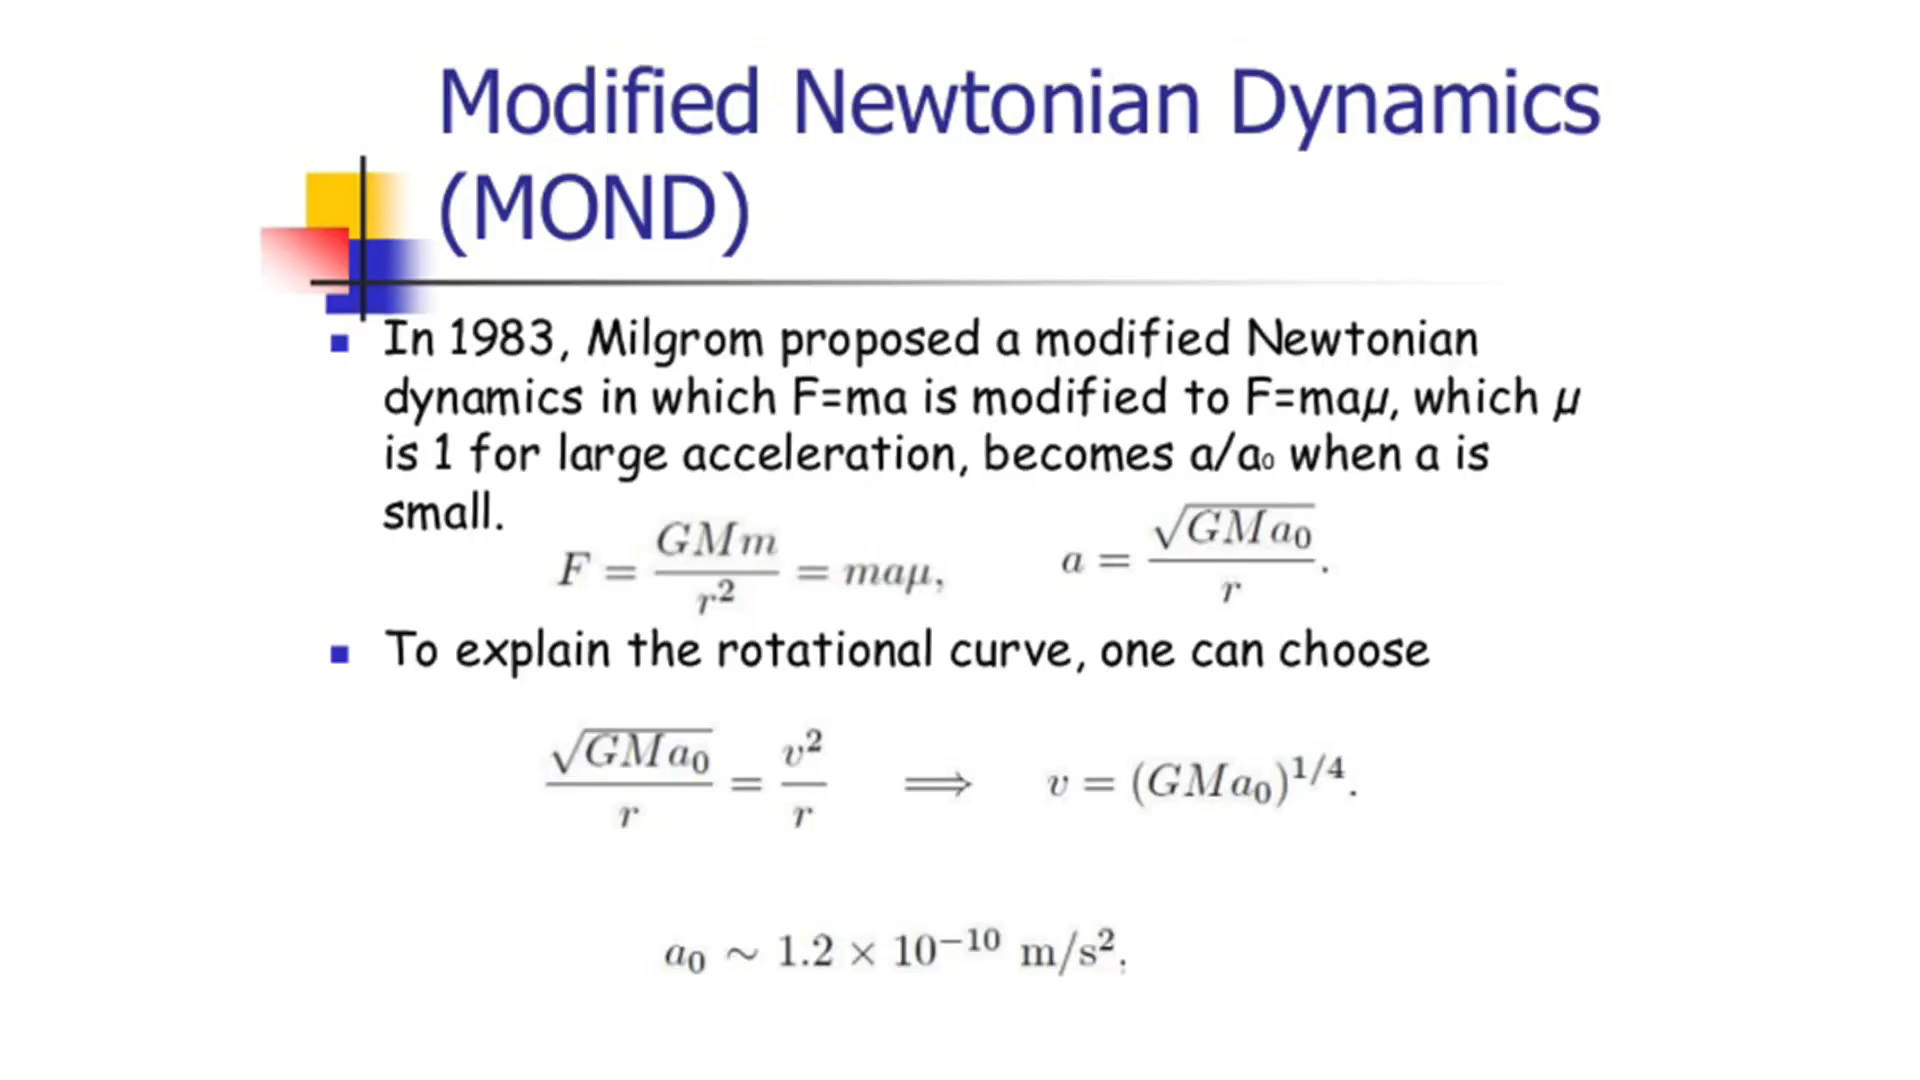 Modified Newtonian Dynamics
(MOND)
In 1983, Milgrom proposed a modified Newtonian
dynamics in which F=ma is modified to F=maμ, which μ
is 1 for large acceleration, becomes a/a₀ when a is
small.
F = GMm/r² = maμ,  a = √(GMa₀)/r.
To explain the rotational curve, one can choose
√(GMa₀)/r = v²/r ⟹ v = (GMa₀)^{1/4}.
a₀ ∼ 1.2 × 10⁻¹⁰ m/s².